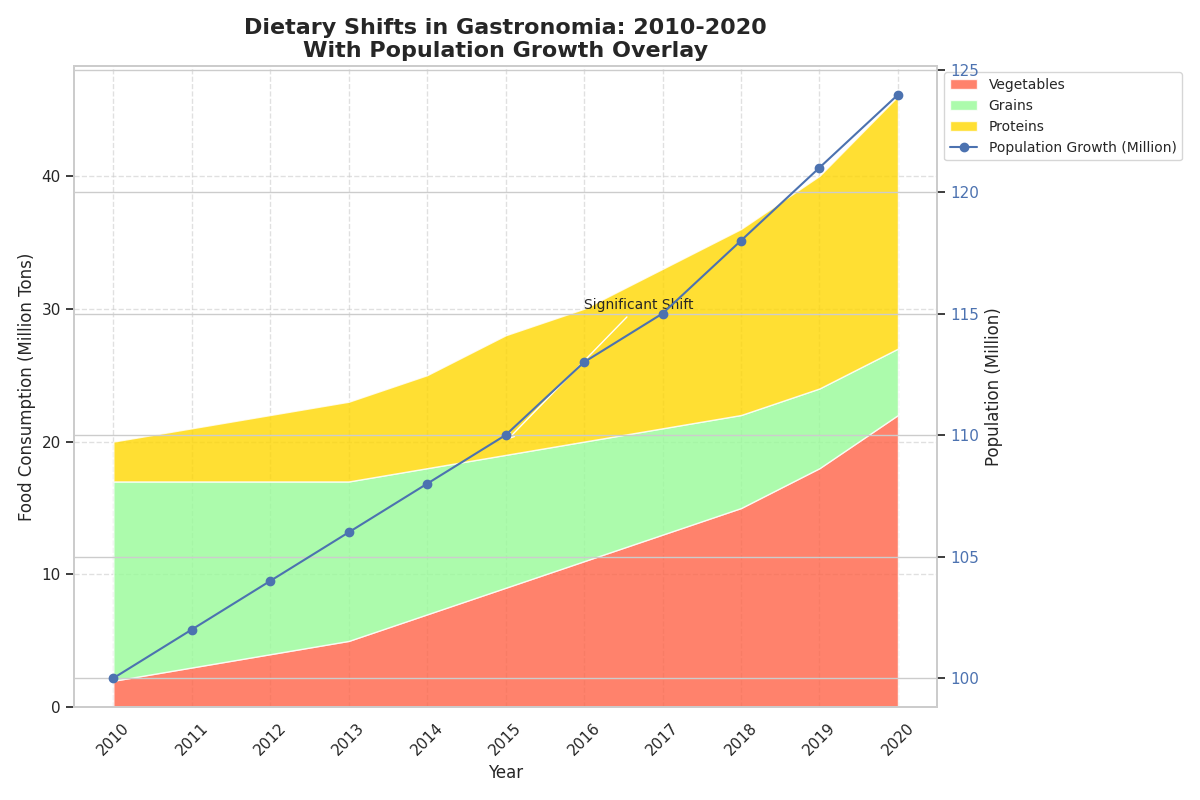 Dietary Shifts in Gastronomia: 2010-2020
With Population Growth Overlay
Food Consumption (Million Tons)
40
30
20
10
0
Significant Shift
125
120
115
110
105
100
Population (Million)
Vegetables
Grains
Proteins
Population Growth (Million)
2010
2011
2012
2013
2014
2015
2016
2017
2018
2019
2020
Year